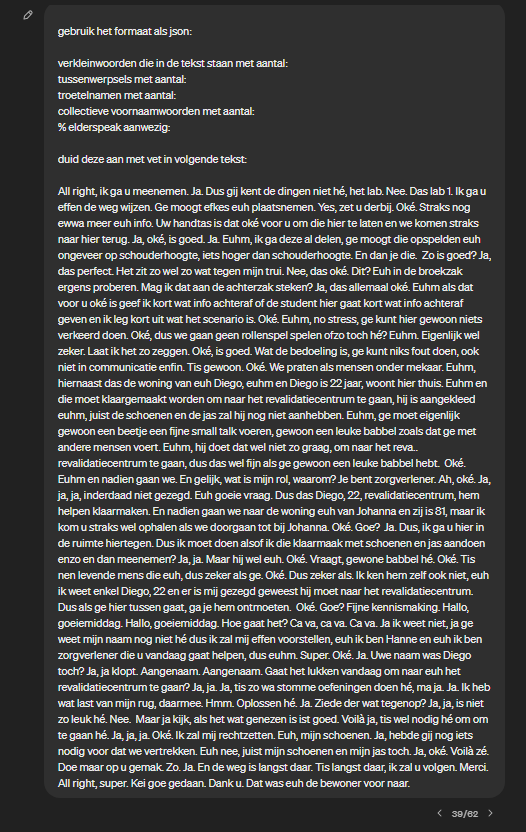 gebruik het formaat als json:
verkleinwoorden die in de tekst staan met aantal:
tussenwerpsels met aantal:
troetelnamen met aantal:
collectieve voornaamwoorden met aantal:
% elderspeak aanwezig:
duid deze aan met vet in volgende tekst:
All right, ik ga u meenemen. Ja. Dus gij kent de dingen niet hé, het lab. Nee. Das lab 1. Ik ga u
effen de weg wijzen. Ge moogt efkes euh plaatsnemen. Yes, zet u derbij. Oké. Straks nog
ewwa meer euh info. Uw handtas is dat oké voor u om die hier te laten en we komen straks
naar hier terug. Ja, oké, is goed. Ja. Euhm, ik ga deze al delen, ge moogt die opspelden euh
ongeveer op schouderhoogte, iets hoger dan schouderhoogte. En dan je die.  Zo is goed? Ja,
das perfect. Het zit zo wel zo wat tegen mijn trui. Nee, das oké. Dit? Euh in de broekzak
ergens proberen. Mag ik dat aan de achterzak steken? Ja, das allemaal oké. Euhm als dat
voor u oké is geef ik kort wat info achteraf of de student hier gaat kort wat info achteraf
geven en ik leg kort uit wat het scenario is. Oké. Euhm, no stress, ge kunt hier gewoon niets
verkeerd doen. Oké, dus we gaan geen rollenspel spelen ofzo toch hé? Euhm. Eigenlijk wel
zeker. Laat ik het zo zeggen. Oké, is goed. Wat de bedoeling is, ge kunt niks fout doen, ook
niet in communicatie enfin. Tis gewoon. Oké. We praten als mensen onder mekaar. Euhm,
hiernaast das de woning van euh Diego, euhm en Diego is 22 jaar, woont hier thuis. Euhm en
die moet klaargemaakt worden om naar het revalidatiecentrum te gaan, hij is aangekleed
euhm, juist de schoenen en de jas zal hij nog niet aanhebben. Euhm, ge moet eigenlijk
gewoon een beetje een fijne small talk voeren, gewoon een leuke babbel zoals dat ge met
andere mensen voert. Euhm, hij doet dat wel niet zo graag, om naar het reva..
revalidatiecentrum te gaan, dus das wel fijn als ge gewoon een leuke babbel hebt.  Oké.
Euhm en nadien gaan we. En gelijk, wat is mijn rol, waarom? Je bent zorgverlener. Ah, oké. Ja,
ja, ja, inderdaad niet gezegd. Euh goeie vraag. Dus das Diego, 22, revalidatiecentrum, hem
helpen klaarmaken. En nadien gaan we naar de woning euh van Johanna en zij is 81, maar ik
kom u straks wel ophalen als we doorgaan tot bij Johanna. Oké. Goe?  Ja. Dus, ik ga u hier in
de ruimte hiertegen. Dus ik moet doen alsof ik die klaarmaak met schoenen en jas aandoen
enzo en dan meenemen? Ja, ja. Maar hij wel euh. Oké. Vraagt, gewone babbel hé. Oké. Tis
nen levende mens die euh, dus zeker als ge. Oké. Dus zeker als. Ik ken hem zelf ook niet, euh
ik weet enkel Diego, 22 en er is mij gezegd geweest hij moet naar het revalidatiecentrum.
Dus als ge hier tussen gaat, ga je hem ontmoeten.  Oké. Goe? Fijne kennismaking. Hallo,
goeiemiddag. Hallo, goeiemiddag. Hoe gaat het? Ca va, ca va. Ca va. Ja ik weet niet, ja ge
weet mijn naam nog niet hé dus ik zal mij effen voorstellen, euh ik ben Hanne en euh ik ben
zorgverlener die u vandaag gaat helpen, dus euhm. Super. Oké. Ja. Uwe naam was Diego
toch? Ja, ja klopt. Aangenaam. Aangenaam. Gaat het lukken vandaag om naar euh het
revalidatiecentrum te gaan? Ja, ja. Ja, tis zo wa stomme oefeningen doen hé, ma ja. Ja. Ik heb
wat last van mijn rug, daarmee. Hmm. Oplossen hé. Ja. Ziede der wat tegenop? Ja, ja, is niet
zo leuk hé. Nee.  Maar ja kijk, als het wat genezen is ist goed. Voilà ja, tis wel nodig hé om om
te gaan hé. Ja, ja, ja. Oké. Ik zal mij rechtzetten. Euh, mijn schoenen. Ja, hebde gij nog iets
nodig voor dat we vertrekken. Euh nee, juist mijn schoenen en mijn jas toch. Ja, oké. Voilà zé.
Doe maar op u gemak. Zo. Ja. En de weg is langst daar. Tis langst daar, ik zal u volgen. Merci.
All right, super. Kei goe gedaan. Dank u. Dat was euh de bewoner voor naar.
39/62